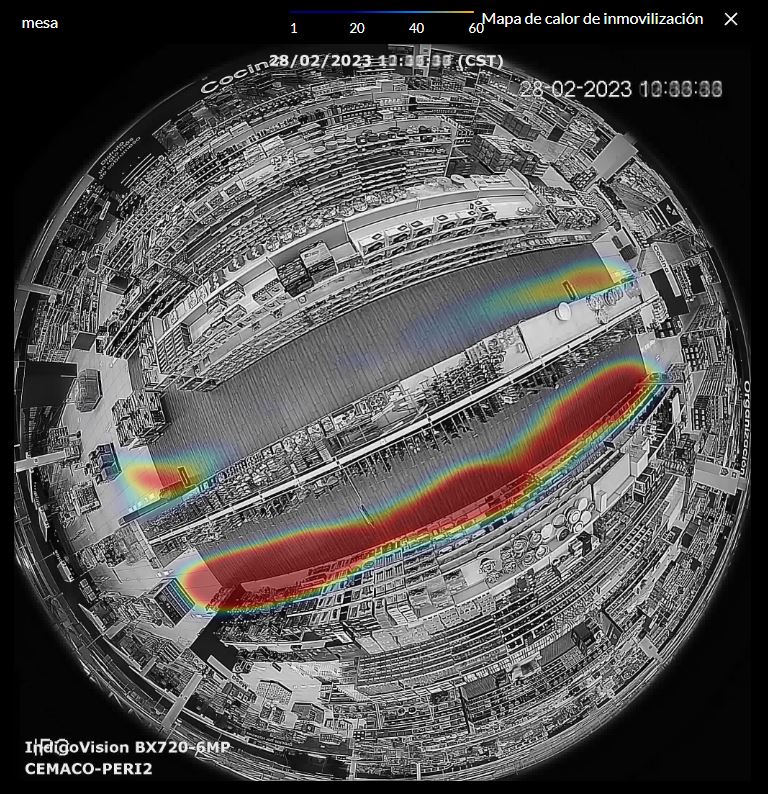 mesa
1 20 40 60
Mapa de calor de inmovilización
28/02/2023 (CST)
28-02-2023
Organización
IndigoVision BX720-6MP
CEMACO-PERI2